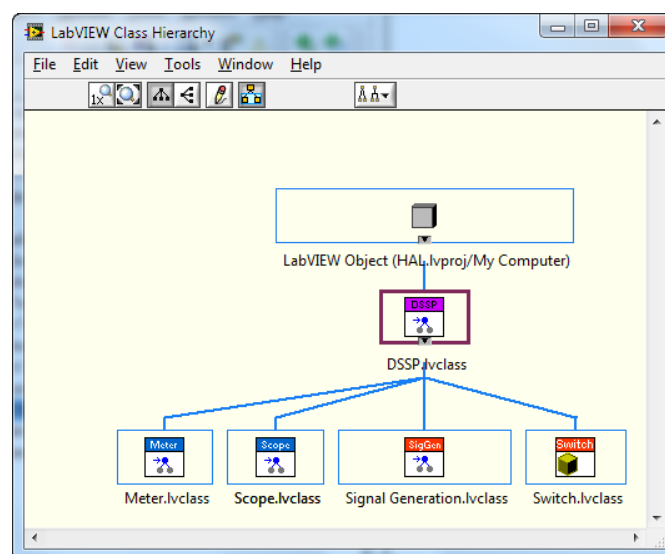 LabVIEW Class Hierarchy
File Edit View Tools Window Help
1x
LabVIEW Object (HAL.lvproj/My Computer)
DSSP
DSSP.lvclass
Meter Scope SigGen Switch
Meter.lvclass Scope.lvclass Signal Generation.lvclass Switch.lvclass